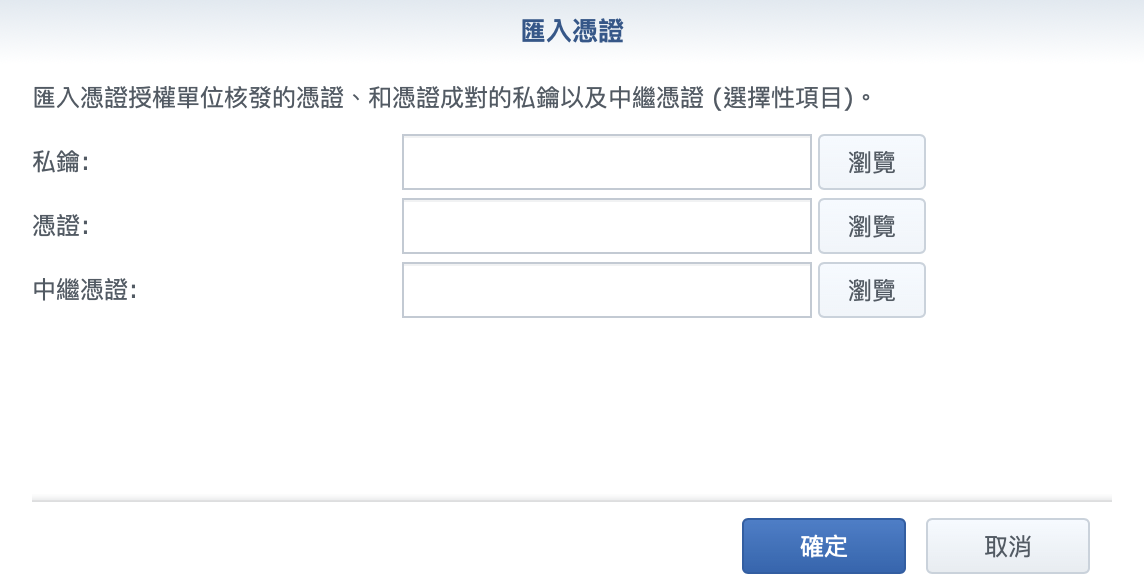 匯入憑證
匯入憑證授權單位核發的憑證、和憑證成對的私鑰以及中繼憑證 (選擇性項目)。
私鑰:
瀏覽
憑證:
瀏覽
中繼憑證:
瀏覽
確定
取消